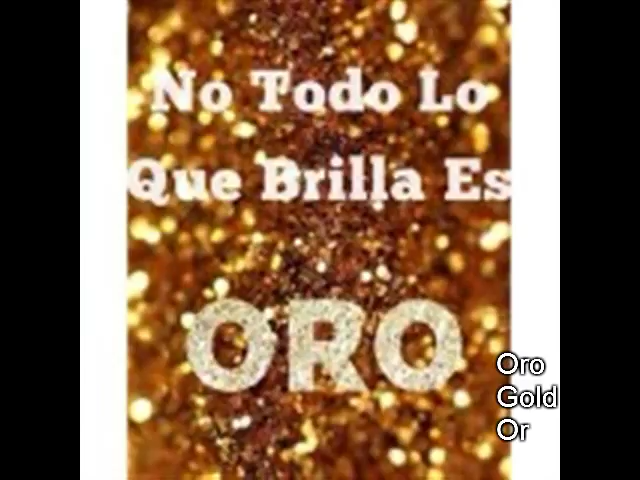 No Todo Lo
Que Brilla Es
ORO
Oro
Gold
Or